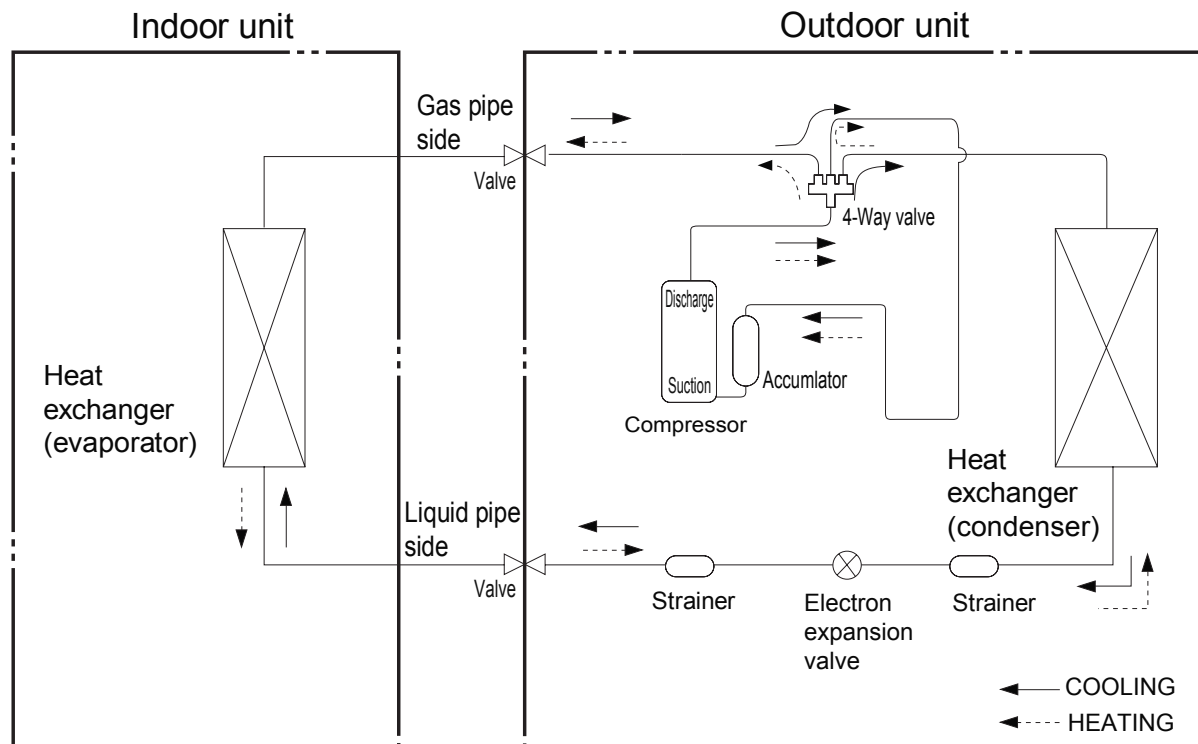 Indoor unit
Outdoor unit
Gas pipe
side
Valve
4-Way valve
Discharge
Suction
Accumlator
Compressor
Heat
exchanger
(evaporator)
Heat
exchanger
(condenser)
Liquid pipe
side
Valve
Strainer
Electron
expansion
valve
Strainer
COOLING
HEATING